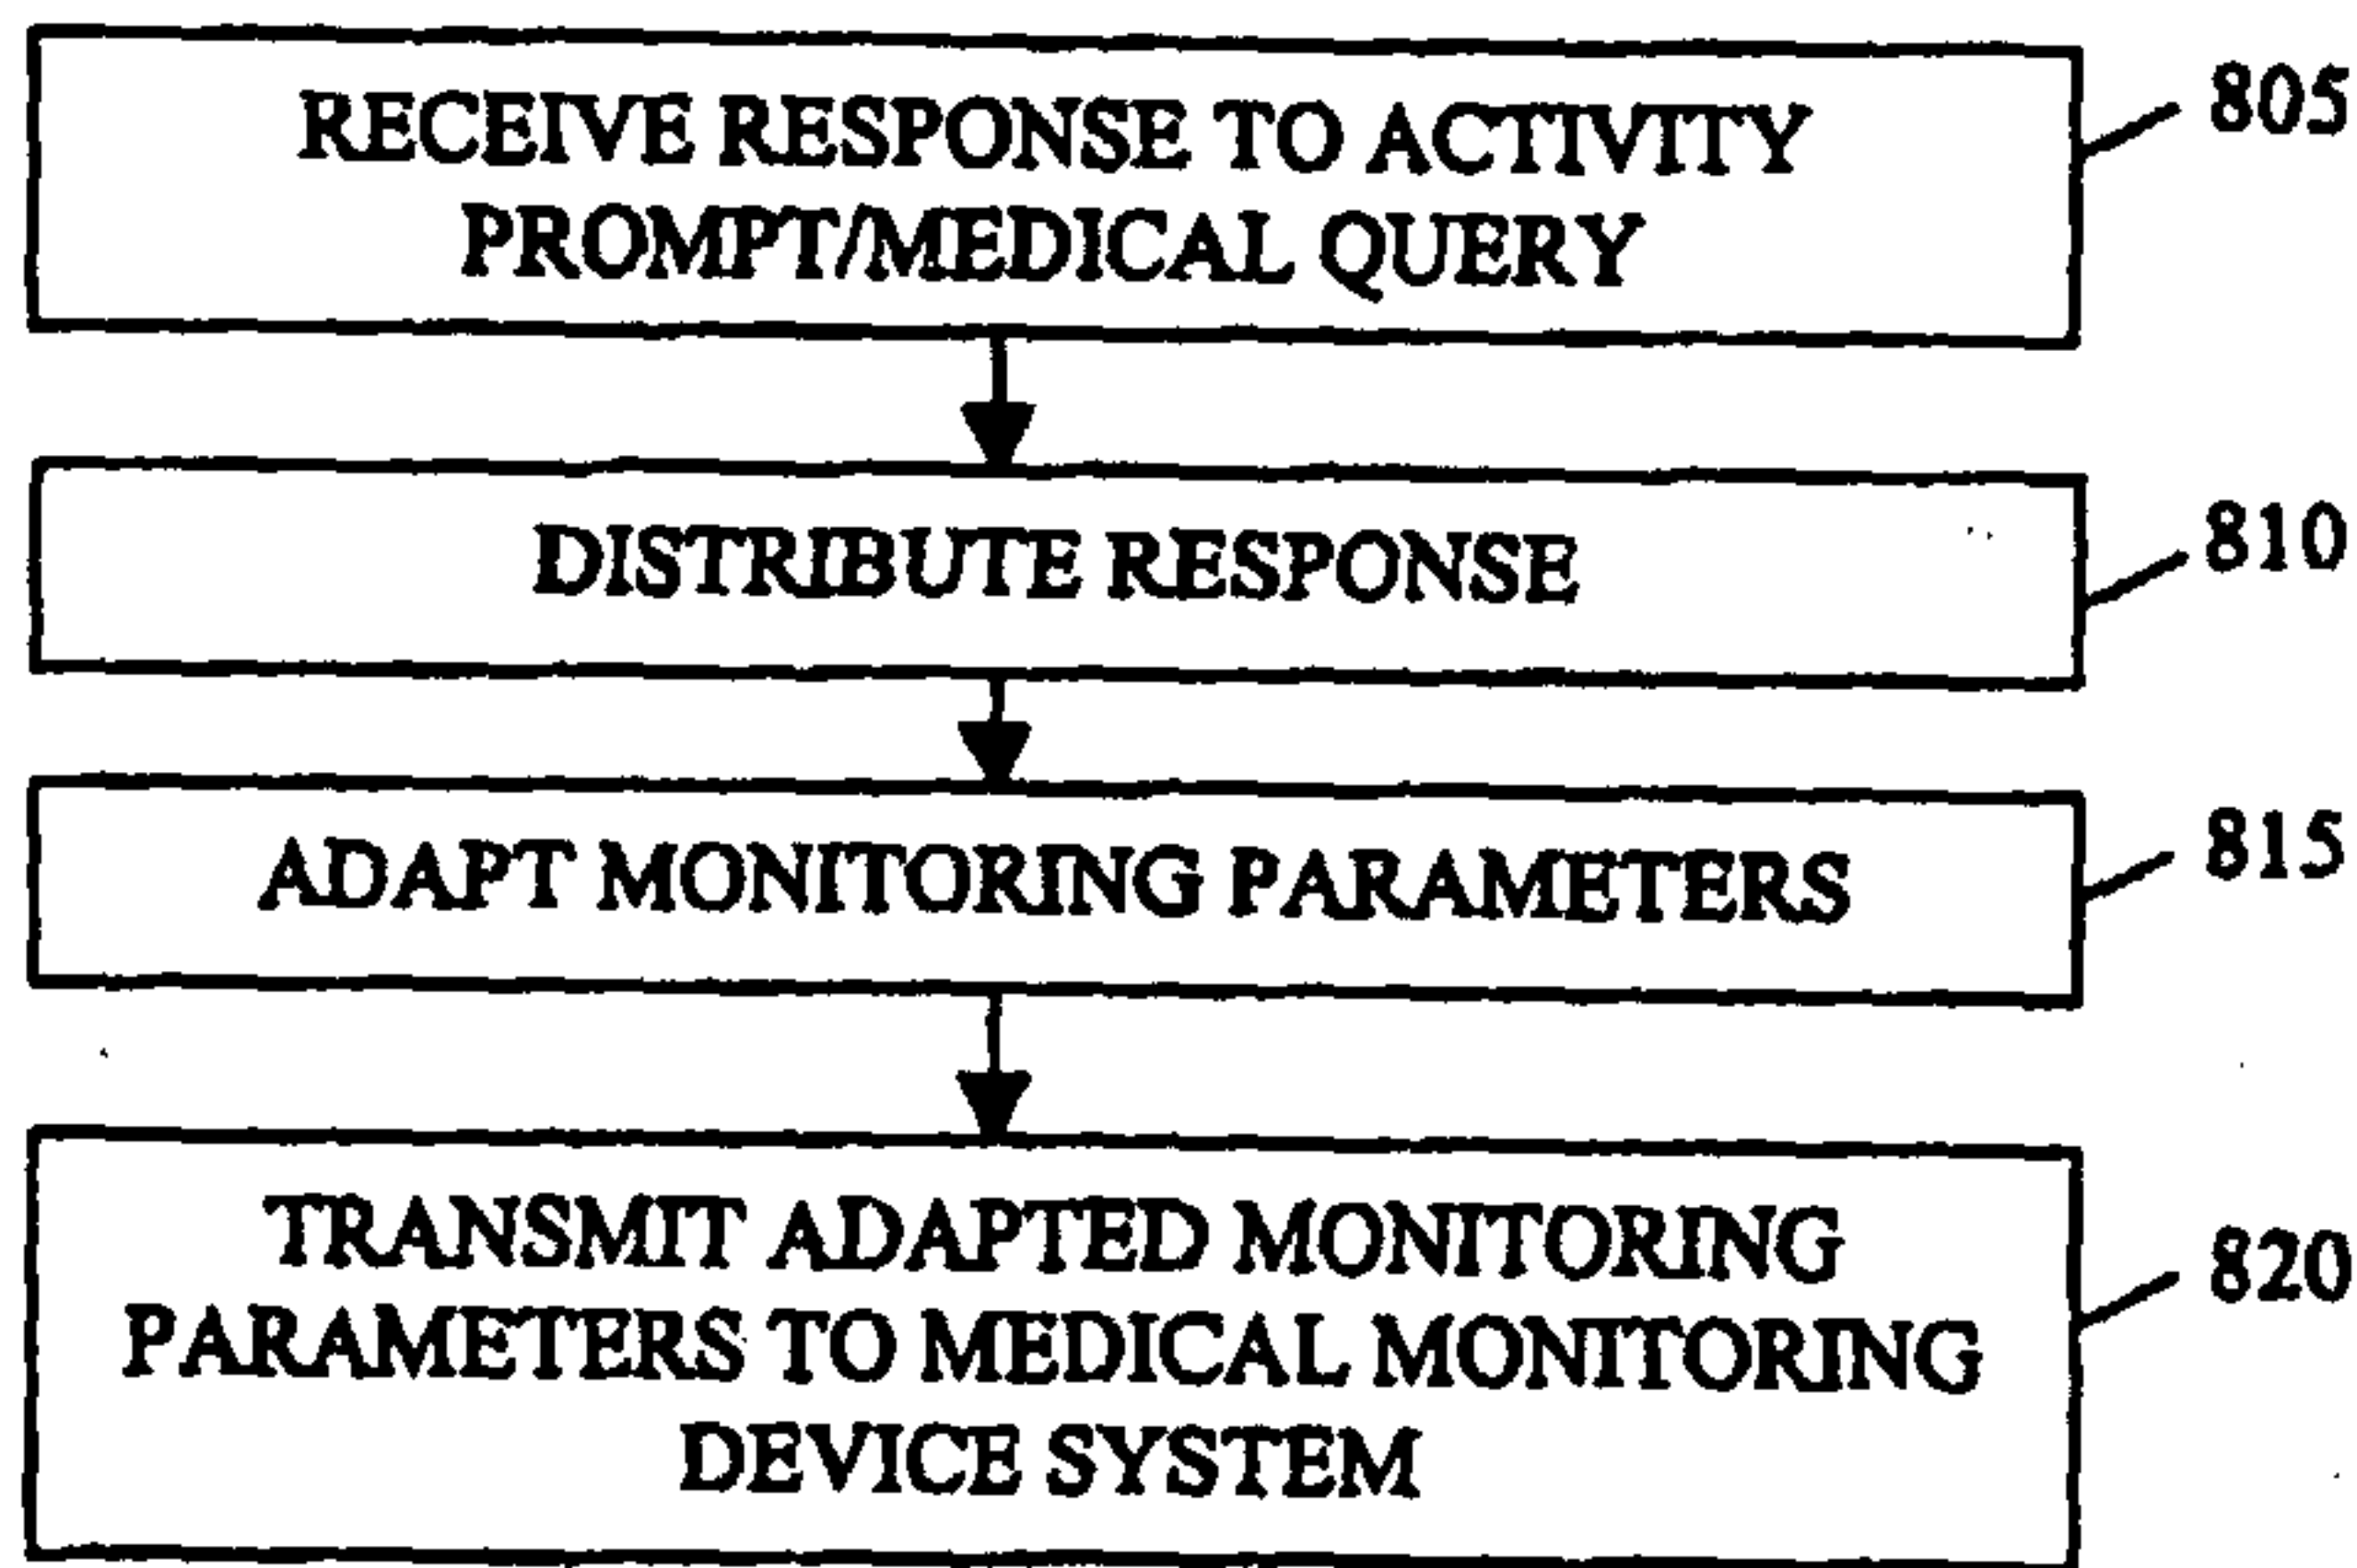 RECEIVE RESPONSE TO ACTIVITY
PROMPT/MEDICAL QUERY
805
DISTRIBUTE RESPONSE
810
ADAPT MONITORING PARAMETERS
815
TRANSMIT ADAPTED MONITORING
PARAMETERS TO MEDICAL MONITORING
DEVICE SYSTEM
820